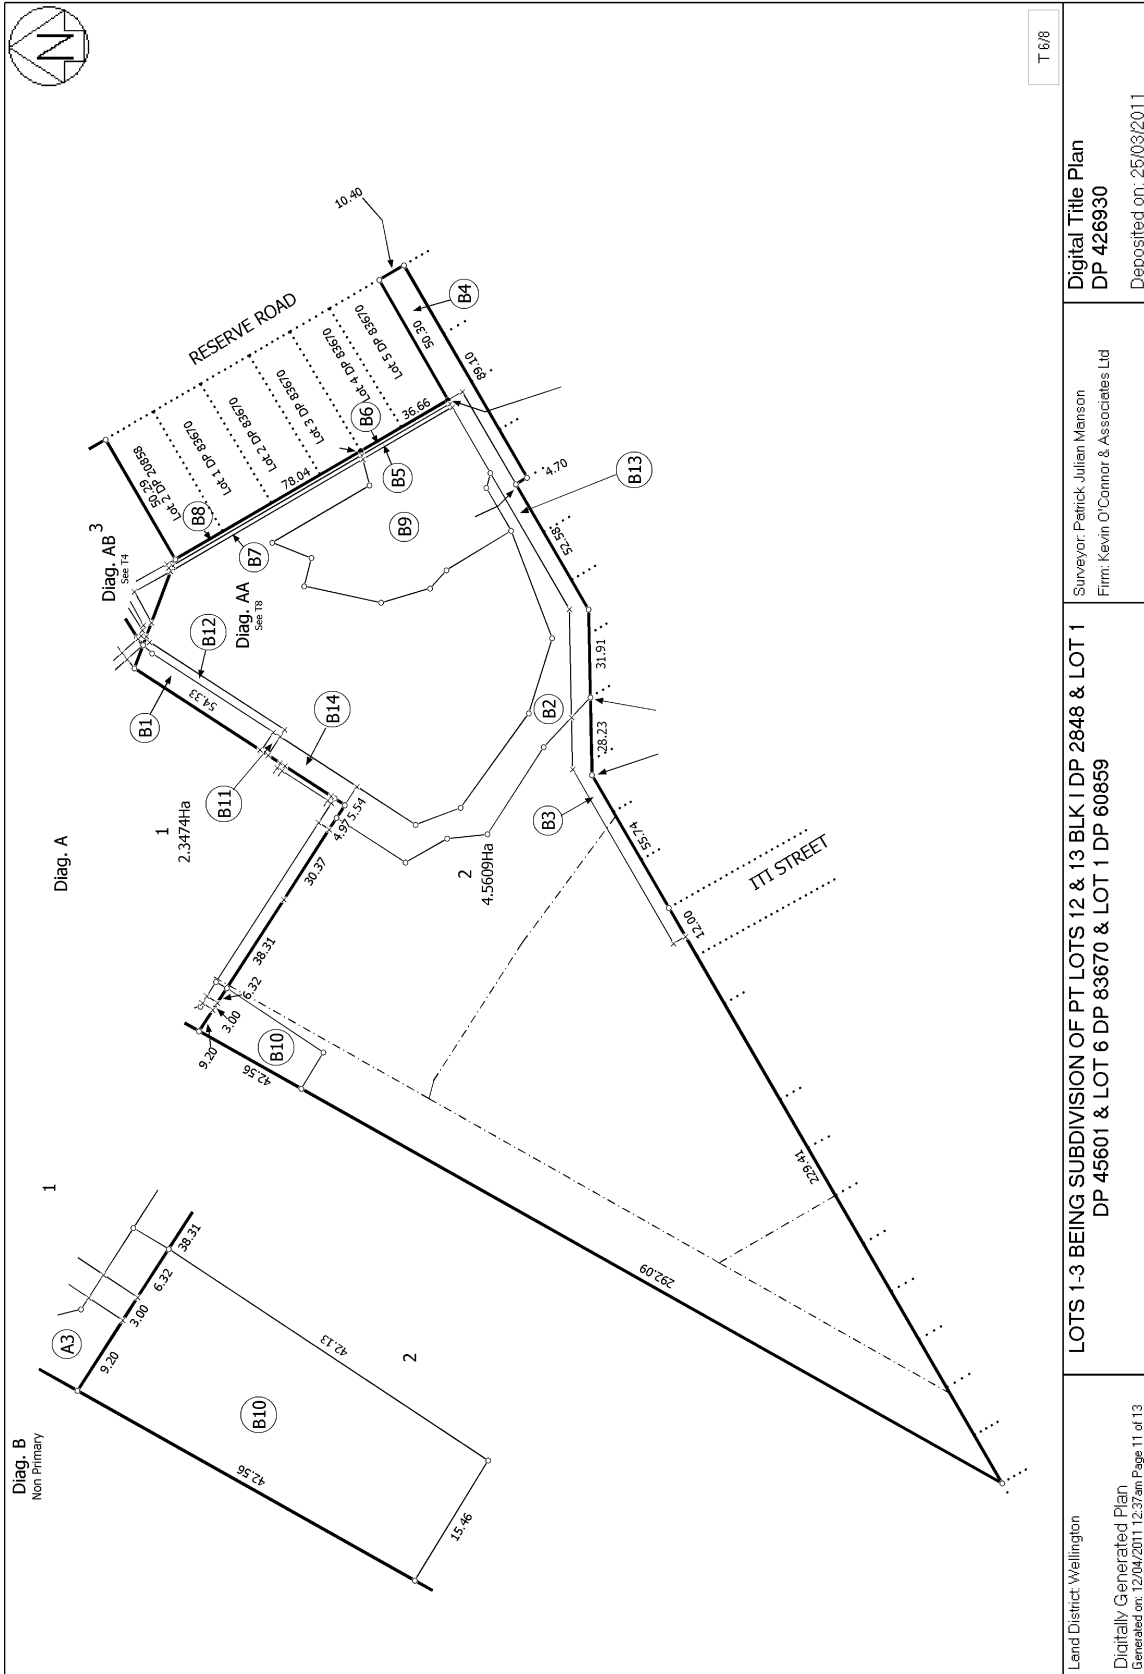 Diag. B
Non Primary
A3
9.20
3.00
6.32
38.31
42.56
B10
42.13
15.46
2
1
Diag. A
1
2.3474Ha
Diag. AB
See T4
3
Diag. AA
See T8
RESERVE ROAD
50.29
Lot 2 DP 20858
Lot 1 DP 83670
Lot 2 DP 83670
Lot 3 DP 83670
Lot 4 DP 83670
Lot 5 DP 83670
10.40
B8
B7
B12
B1
54.33
B14
B11
78.04
B6
B5
36.66
50.30
B4
89.10
B9
4.70
B13
52.58
31.91
28.23
B2
B3
5.54
4.97
30.37
38.31
6.32
3.00
9.20
B10
42.56
2
4.5609Ha
55.74
12.00
ITI STREET
229.41
292.09
N
T 6/8
Land District: Wellington
Digitally Generated Plan
Generated on: 12/04/2011 12:37am Page 11 of 13
LOTS 1-3 BEING SUBDIVISION OF PT LOTS 12 & 13 BLK I DP 2848 & LOT 1
DP 45601 & LOT 6 DP 83670 & LOT 1 DP 60859
Surveyor: Patrick Julian Manson
Firm: Kevin O'Connor & Associates Ltd
Digital Title Plan
DP 426930
Deposited on: 25/03/2011